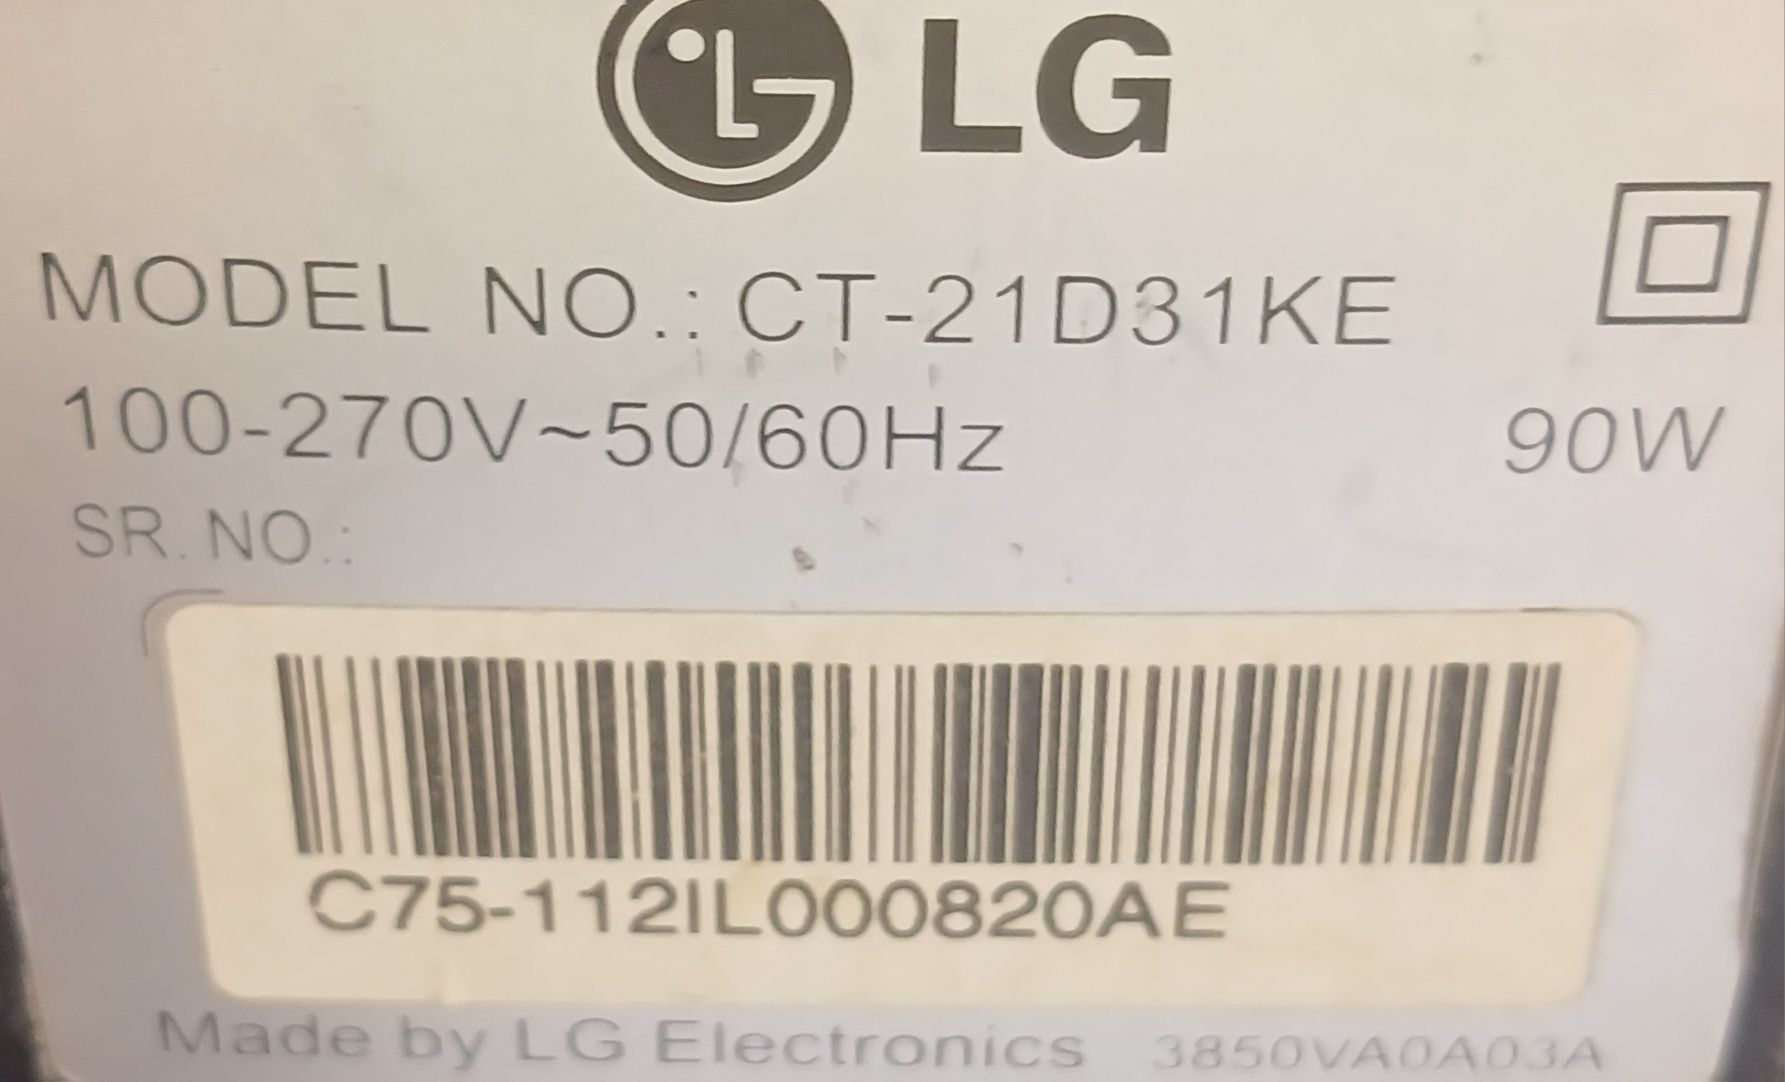 LG
MODEL NO.: CT-21D31KE
100-270V~50/60Hz 90W
SR. NO.:
C75-112IL000820AE
Made by LG Electronics 3850VA0A03A